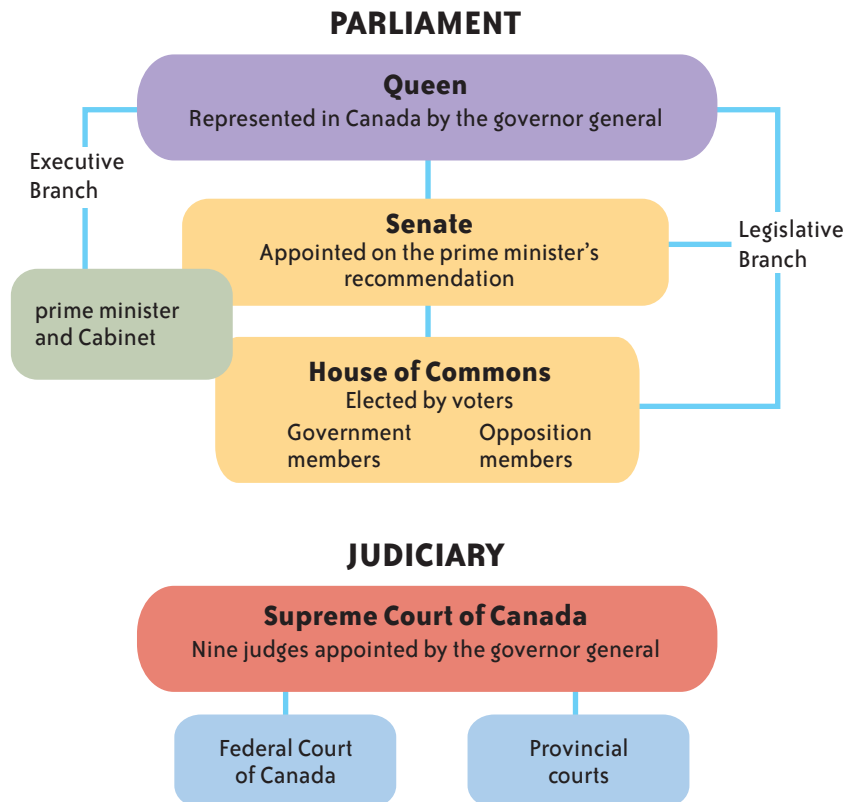 PARLIAMENT
Queen
Represented in Canada by the governor general
Executive
Branch
Senate
Appointed on the prime minister’s
recommendation
Legislative
Branch
prime minister
and Cabinet
House of Commons
Elected by voters
Government
members
Opposition
members
JUDICIARY
Supreme Court of Canada
Nine judges appointed by the governor general
Federal Court
of Canada
Provincial
courts